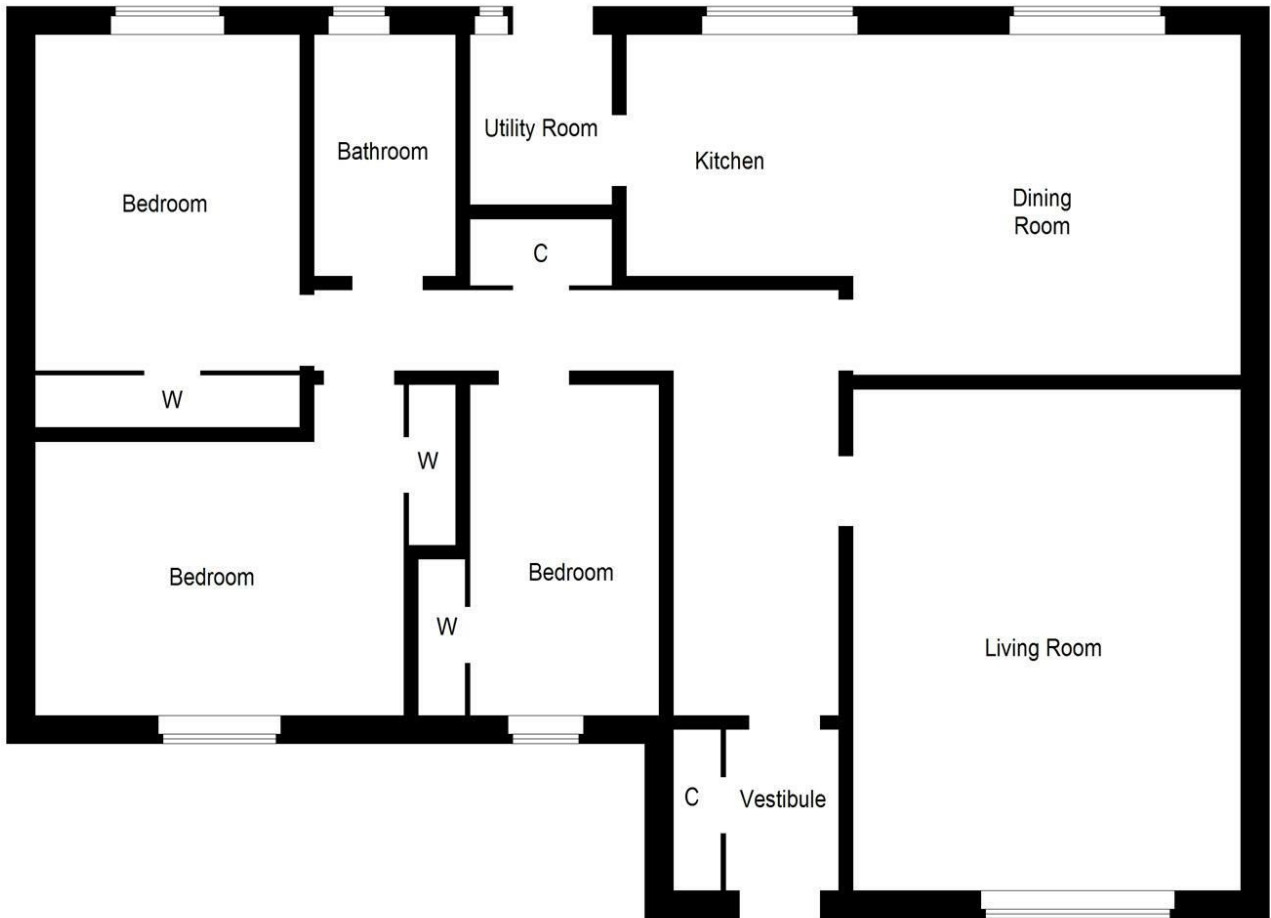 Utility Room
Bathroom
Kitchen
Bedroom
Dining
Room
C
W
W
Bedroom
Bedroom
W
Living Room
C
Vestibule